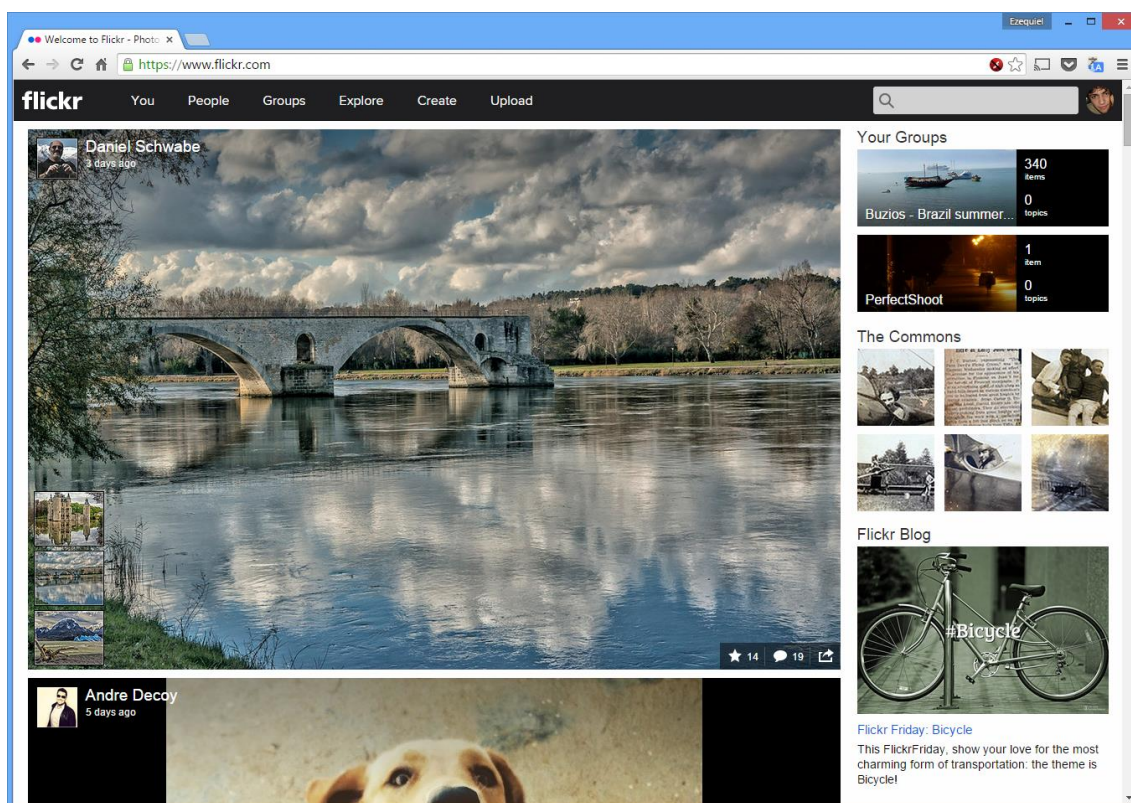 Ezequiel
Welcome to Flickr - Photo
https://www.flickr.com
flickr
You People Groups Explore Create Upload
Daniel Schwabe
3 days ago
14 19
Andre Decoy
5 days ago
Your Groups
340
items
0
topics
Buzios - Brazil summer...
1
item
0
topics
PerfectShoot
The Commons
Flickr Blog
#Bicycle
Flickr Friday: Bicycle
This FlickrFriday, show your love for the most
charming form of transportation: the theme is
Bicycle!